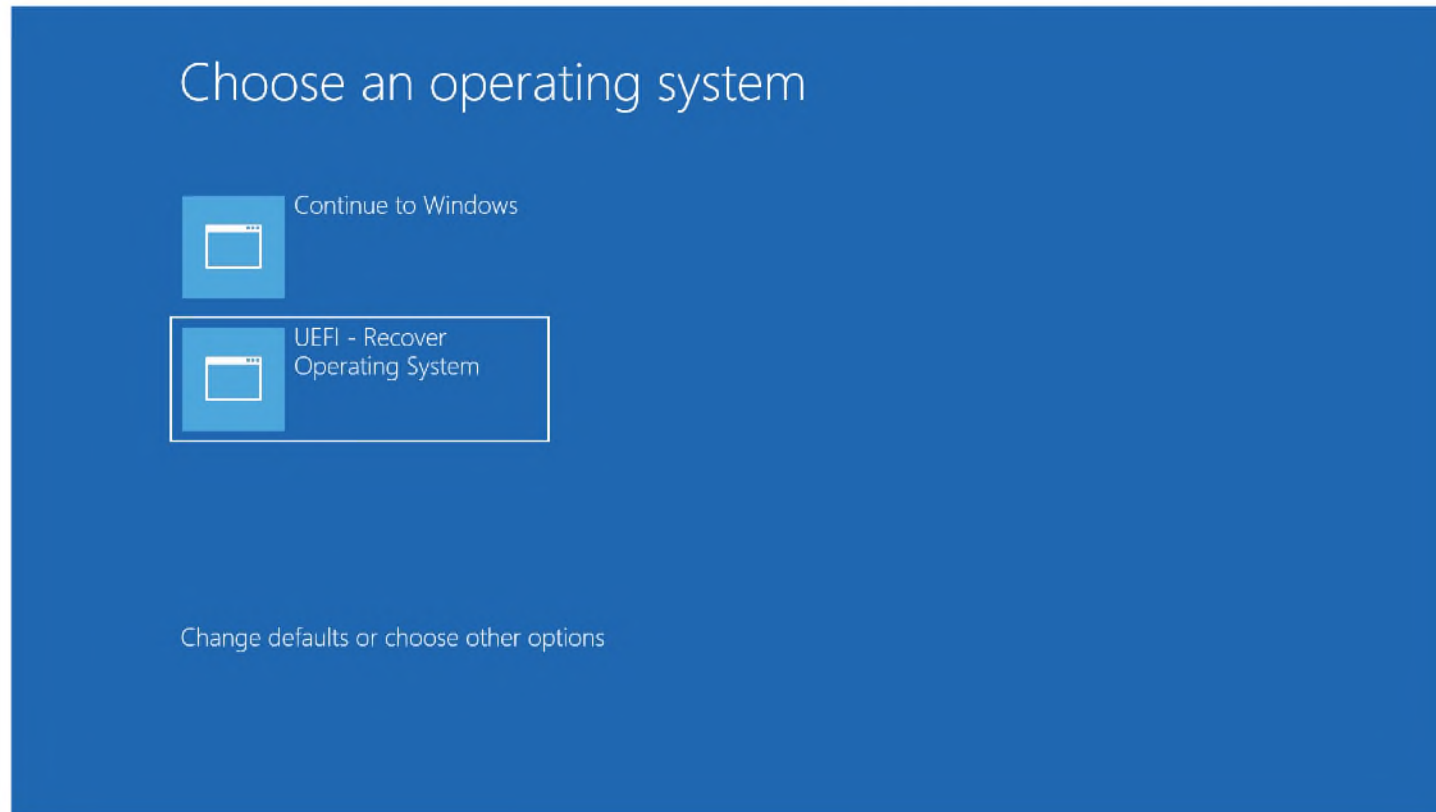 Choose an operating system
Continue to Windows
UEFI - Recover
Operating System
Change defaults or choose other options